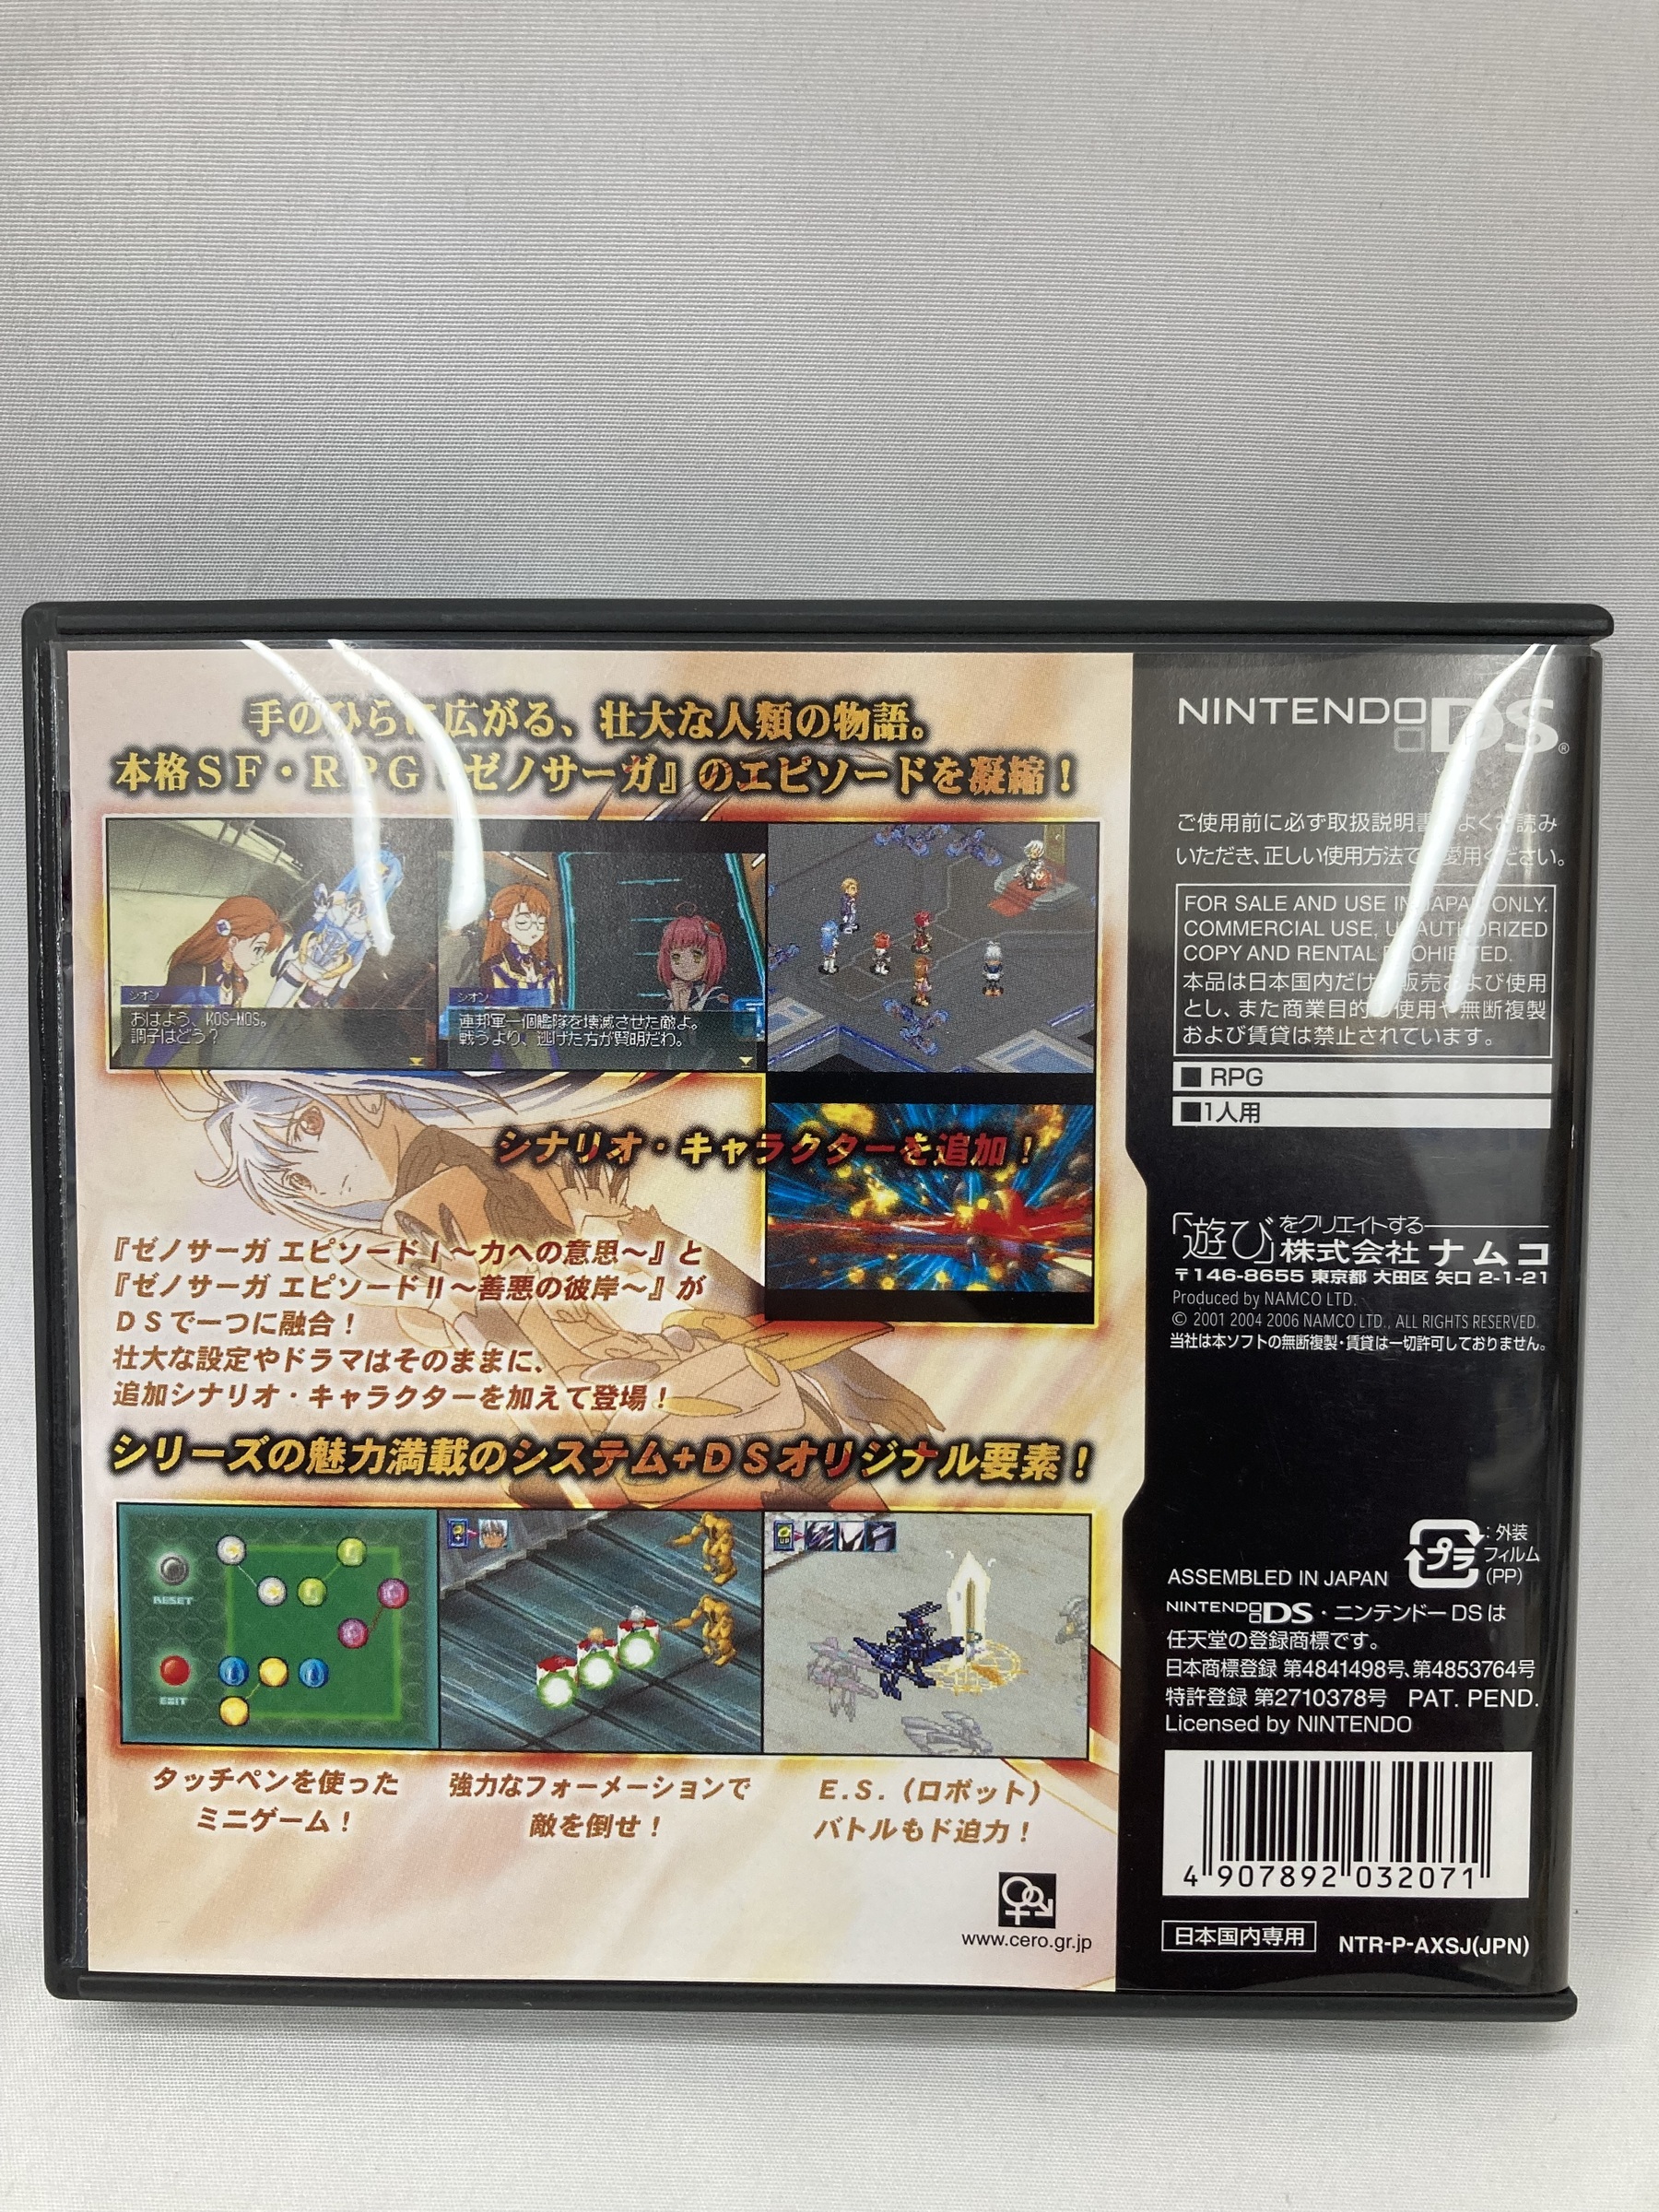 手のひらに広がる、壮大な人類の物語。
本格SF・RPG『ゼノサーガ』のエピソードを凝縮！
シオン
おはよう、KOS-MOS。
調子はどう？
シオン
連邦軍一個艦隊を壊滅させた敵よ。
戦うより、逃げた方が賢明だわ。
シナリオ・キャラクターを追加！
『ゼノサーガ エピソードⅠ～力への意思～』と
『ゼノサーガ エピソードⅡ～善悪の彼岸～』が
DSで一つに融合！
壮大な設定やドラマはそのままに、
追加シナリオ・キャラクターを加えて登場！
シリーズの魅力満載のシステム+DSオリジナル要素！
RESET
EXIT
UP
タッチペンを使った
ミニゲーム！
強力なフォーメーションで
敵を倒せ！
E.S.（ロボット）
バトルもド迫力！
www.cero.gr.jp
NINTENDO DS®
ご使用前に必ず取扱説明書をよくお読み
いただき、正しい使用方法でご愛用ください。
FOR SALE AND USE IN JAPAN ONLY.
COMMERCIAL USE, UNAUTHORIZED
COPY AND RENTAL PROHIBITED.
本品は日本国内だけの販売および使用
とし、また商業目的の使用や無断複製
および賃貸は禁止されています。
■ RPG
■1人用
「遊び」をクリエイトする
株式会社 ナムコ
〒146-8655 東京都 大田区 矢口 2-1-21
Produced by NAMCO LTD.
© 2001 2004 2006 NAMCO LTD., ALL RIGHTS RESERVED.
当社は本ソフトの無断複製・賃貸は一切許可しておりません。
プラ
：外装
フィルム
(PP)
ASSEMBLED IN JAPAN
NINTENDO DS・ニンテンドーDSは
任天堂の登録商標です。
日本商標登録 第4841498号、第4853764号
特許登録 第2710378号 PAT. PEND.
Licensed by NINTENDO
4 907892 032071
日本国内専用
NTR-P-AXSJ(JPN)